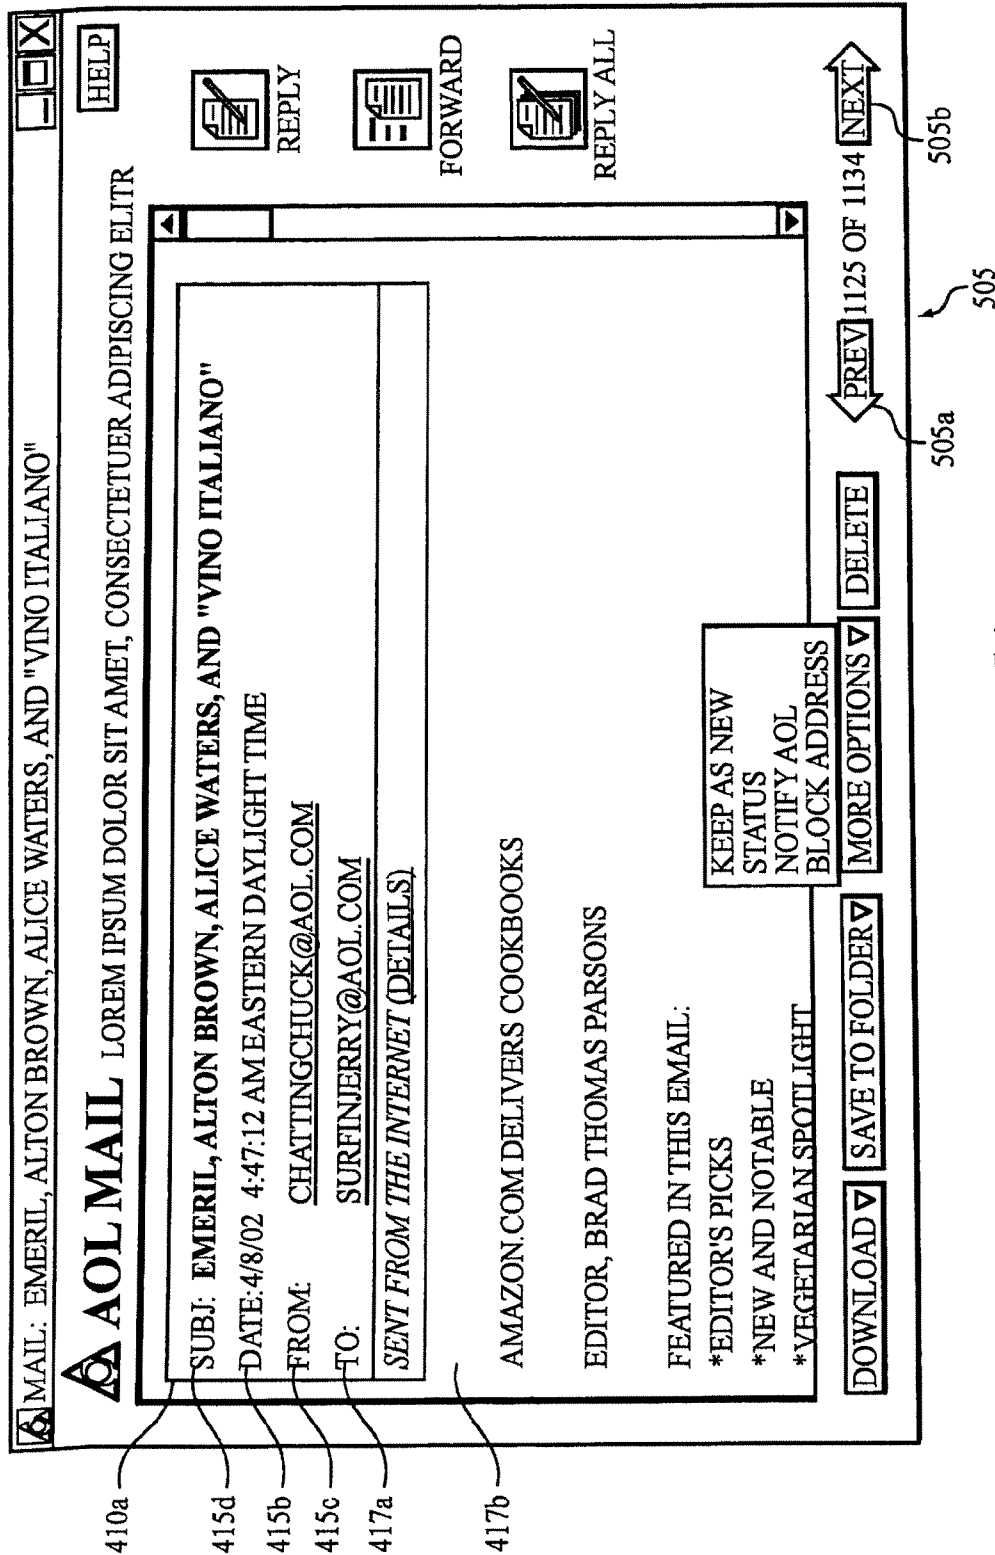 MAIL: EMERIL, ALTON BROWN, ALICE WATERS, AND "VINO ITALIANO"
AOL MAIL LOREM IPSUM DOLOR SIT AMET, CONSECTETUER ADIPISCING ELITR
HELP
410a
415d
415b
415c
417a
417b
SUBJ: EMERIL, ALTON BROWN, ALICE WATERS, AND "VINO ITALIANO"
DATE:4/8/02 4:47:12 AM EASTERN DAYLIGHT TIME
FROM: CHATTINGCHUCK@AOL.COM
TO: SURFINJERRY@AOL.COM
SENT FROM THE INTERNET (DETAILS)
AMAZON.COM DELIVERS COOKBOOKS
EDITOR, BRAD THOMAS PARSONS
FEATURED IN THIS EMAIL:
*EDITOR'S PICKS
*NEW AND NOTABLE
*VEGETARIAN SPOTLIGHT
REPLY
FORWARD
REPLY ALL
KEEP AS NEW
STATUS
NOTIFY AOL
BLOCK ADDRESS
DOWNLOAD
SAVE TO FOLDER
MORE OPTIONS
DELETE
PREV 1125 OF 1134 NEXT
505a
505
505b